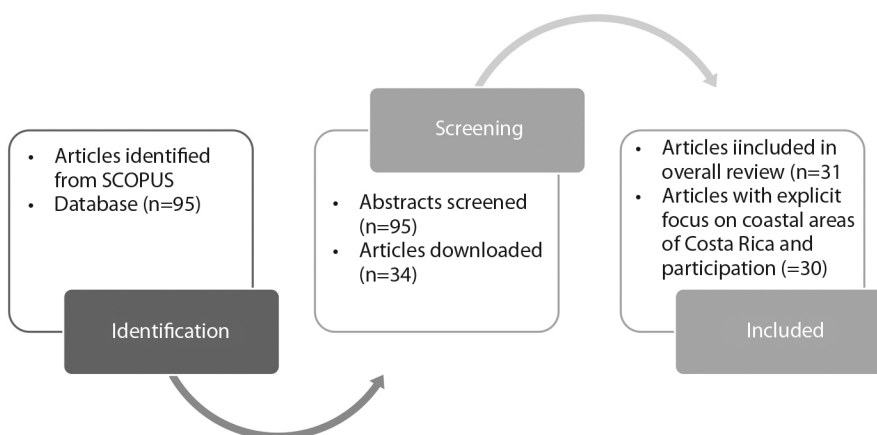 • Articles identified
from SCOPUS
• Database (n=95)
Identification
Screening
• Abstracts screened
(n=95)
• Articles downloaded
(n=34)
• Articles iincluded in
overall review (n=31
• Articles with explicit
focus on coastal areas
of Costa Rica and
participation (=30)
Included